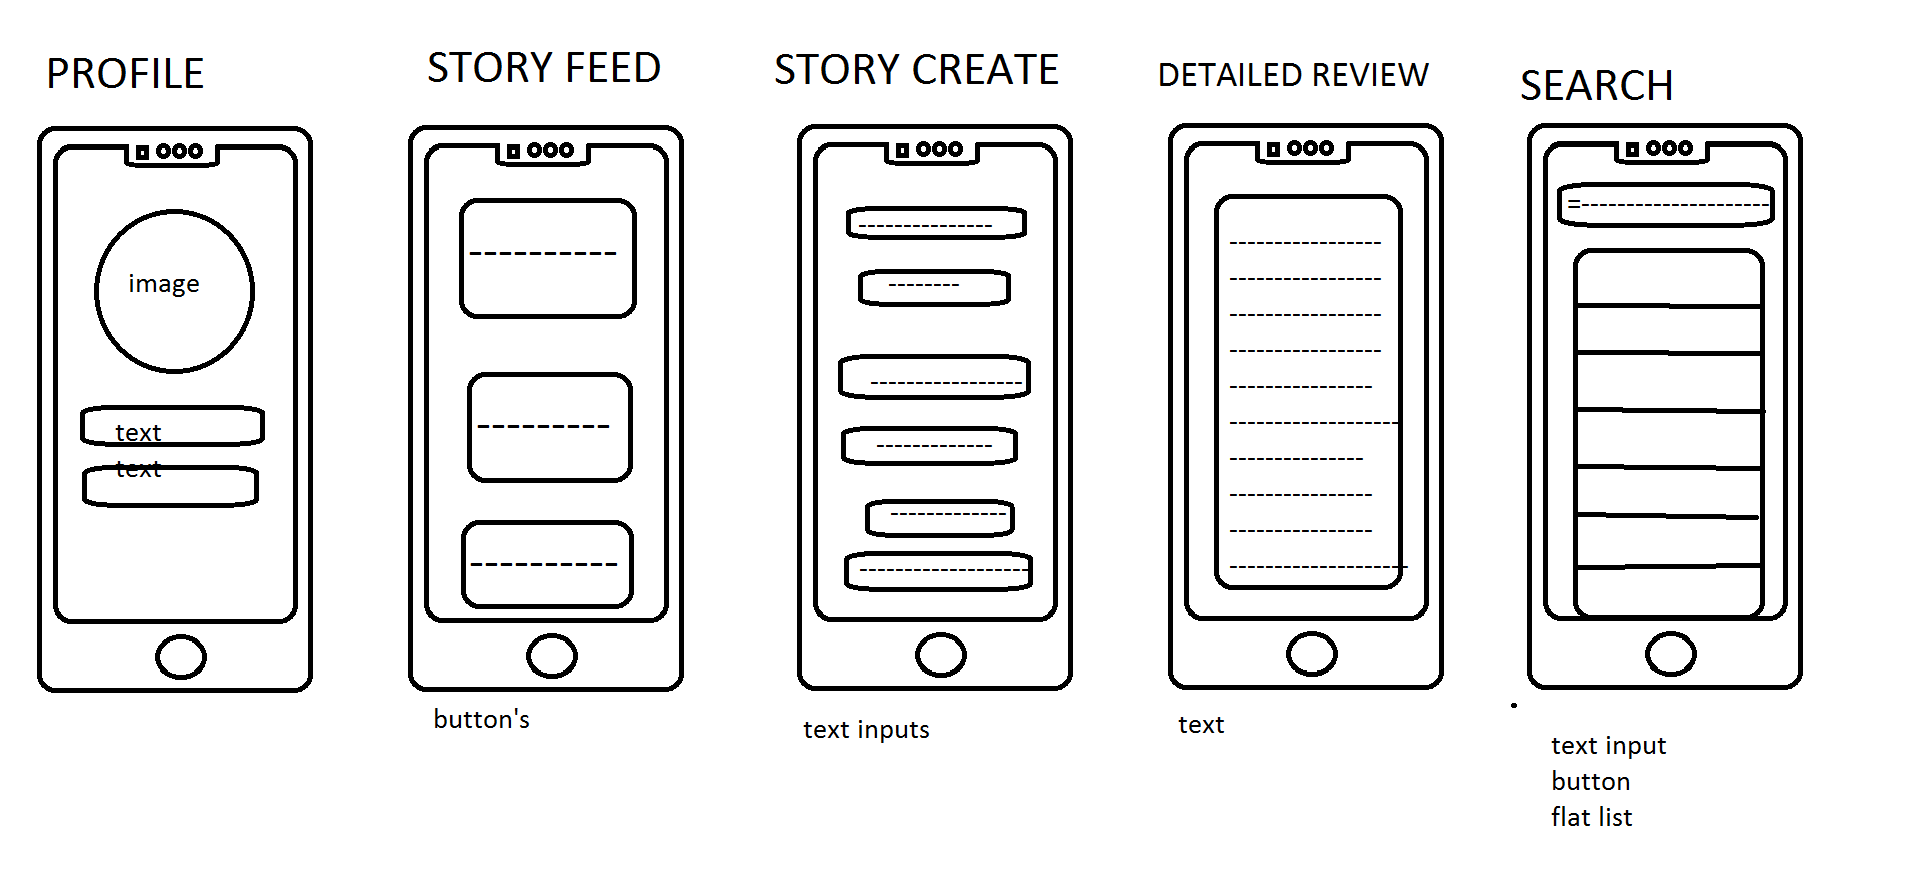 PROFILE
STORY FEED
STORY CREATE
DETAILED REVIEW
SEARCH
image
text
text
button's
text inputs
text
text input
button
flat list